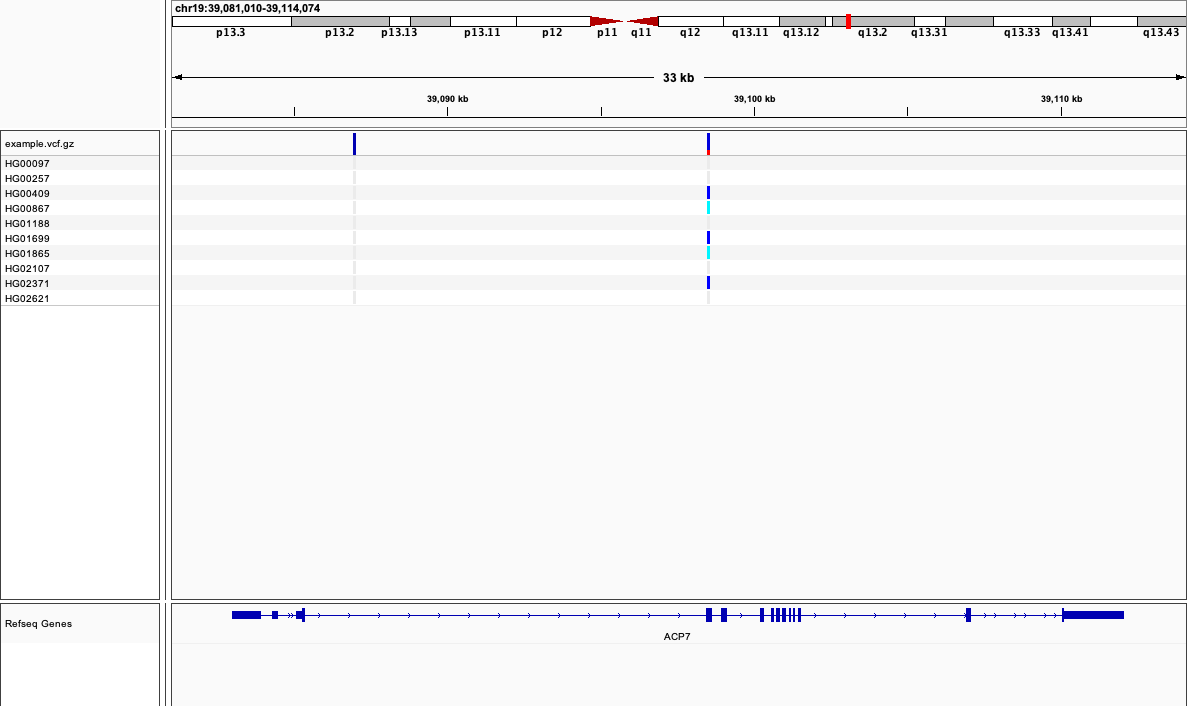 chr19:39,081,010-39,114,074
p13.3 p13.2 p13.13 p13.11 p12 p11 q11 q12 q13.11 q13.12 q13.2 q13.31 q13.33 q13.41 q13.43
33 kb
39,090 kb 39,100 kb 39,110 kb
example.vcf.gz
HG00097
HG00257
HG00409
HG00867
HG01188
HG01699
HG01865
HG02107
HG02371
HG02621
Refseq Genes
ACP7